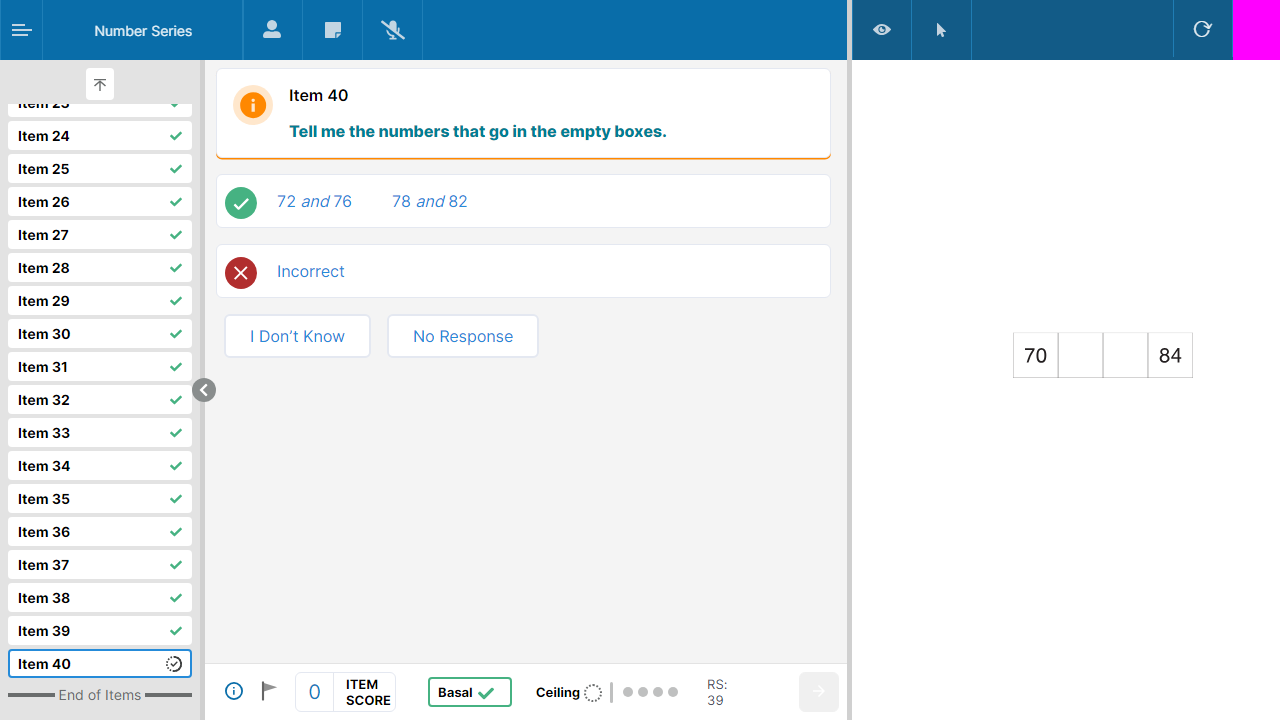 Number Series
Item 23
Item 24
Item 25
Item 26
Item 27
Item 28
Item 29
Item 30
Item 31
Item 32
Item 33
Item 34
Item 35
Item 36
Item 37
Item 38
Item 39
Item 40
End of Items
Item 40
Tell me the numbers that go in the empty boxes.
72 and 76 78 and 82
Incorrect
I Don’t Know No Response
0 ITEM SCORE
Basal
Ceiling
RS:
39
70 84